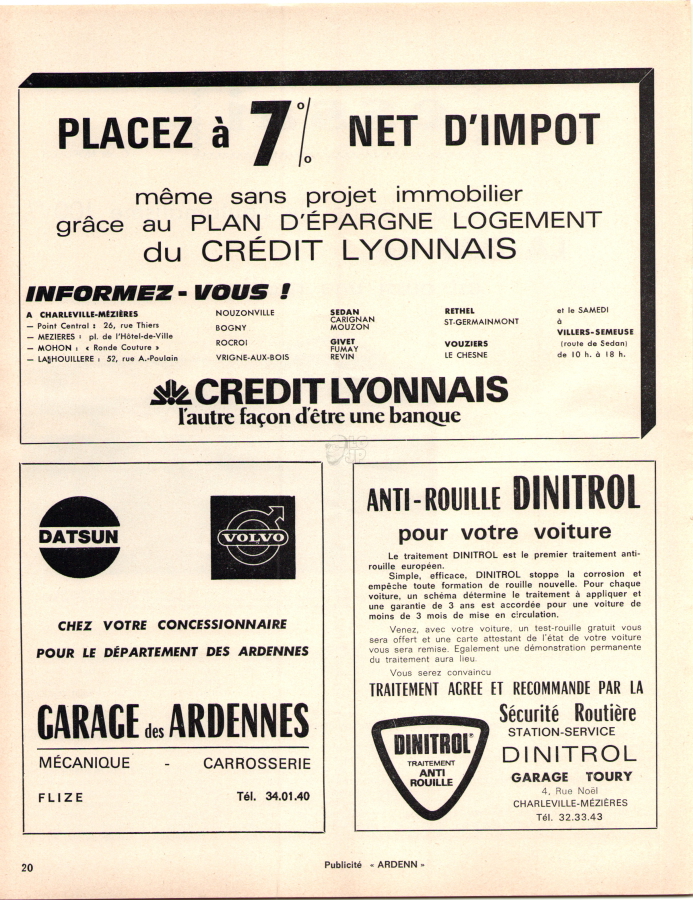 PLACEZ à 7% NET D'IMPOT
même sans projet immobilier
grâce au PLAN D'ÉPARGNE LOGEMENT
du CRÉDIT LYONNAIS
INFORMEZ-VOUS !
A CHARLEVILLE-MÉZIÈRES
— Point Central : 26, rue Thiers
— MEZIERES : pl. de l'Hôtel-de-Ville
— MOHON : « Ronde Couture »
— LA HOUILLERE : 52, rue A.-Poulain
NOUZONVILLE
BOGNY
ROCROI
VRIGNE-AUX-BOIS
SEDAN
CARIGNAN
MOUZON
GIVET
FUMAY
REVIN
RETHEL
ST-GERMAINMONT
VOUZIERS
LE CHESNE
et le SAMEDI
à
VILLERS-SEMEUSE
(route de Sedan)
de 10 h. à 18 h.
CREDIT LYONNAIS
l'autre façon d'être une banque
DATSUN
VOLVO
CHEZ VOTRE CONCESSIONNAIRE
POUR LE DÉPARTEMENT DES ARDENNES
GARAGE des ARDENNES
MÉCANIQUE - CARROSSERIE
FLIZE Tél. 34.01.40
ANTI-ROUILLE DINITROL
pour votre voiture
Le traitement DINITROL est le premier traitement anti-
rouille européen.
Simple, efficace, DINITROL stoppe la corrosion et
empêche toute formation de rouille nouvelle. Pour chaque
voiture, un schéma détermine le traitement à appliquer et
une garantie de 3 ans est accordée pour une voiture de
moins de 3 mois de mise en circulation.
Venez, avec votre voiture, un test-rouille gratuit vous
sera offert et une carte attestant de l'état de votre voiture
vous sera remise. Egalement une démonstration permanente
du traitement aura lieu.
Vous serez convaincu
TRAITEMENT AGREE ET RECOMMANDE PAR LA
Sécurité Routière
STATION-SERVICE
DINITROL
GARAGE TOURY
4, Rue Noël
CHARLEVILLE-MÉZIÈRES
Tél. 32.33.43
DINITROL®
TRAITEMENT
ANTI
ROUILLE
20
Publicité « ARDENN »